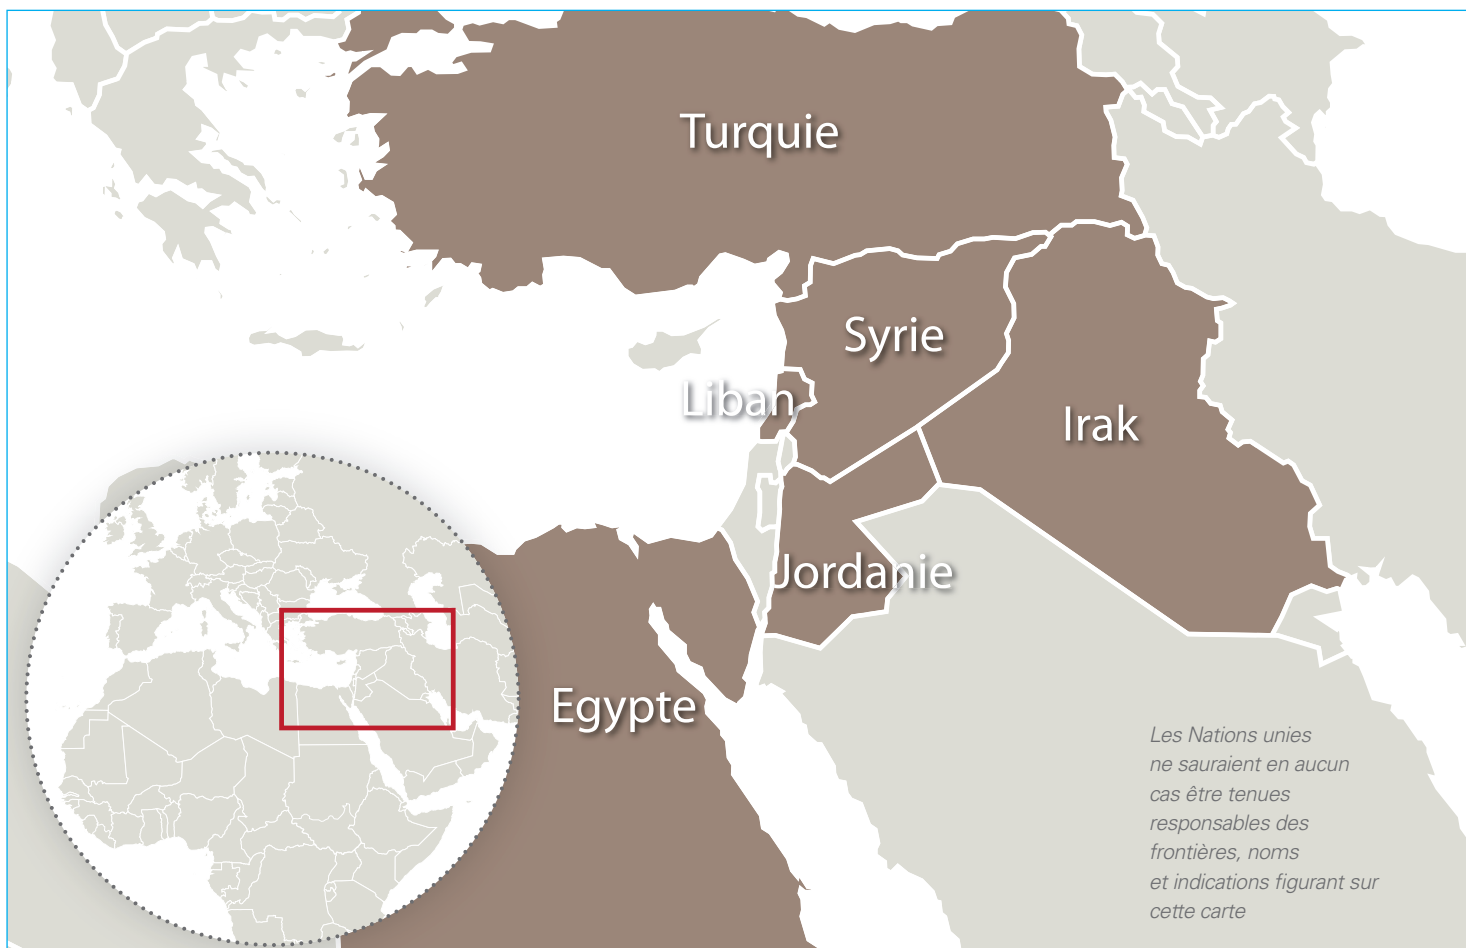 Turquie
Syrie
Liban
Irak
Jordanie
Egypte
Les Nations unies
ne sauraient en aucun
cas être tenues
responsables des
frontières, noms
et indications figurant sur
cette carte